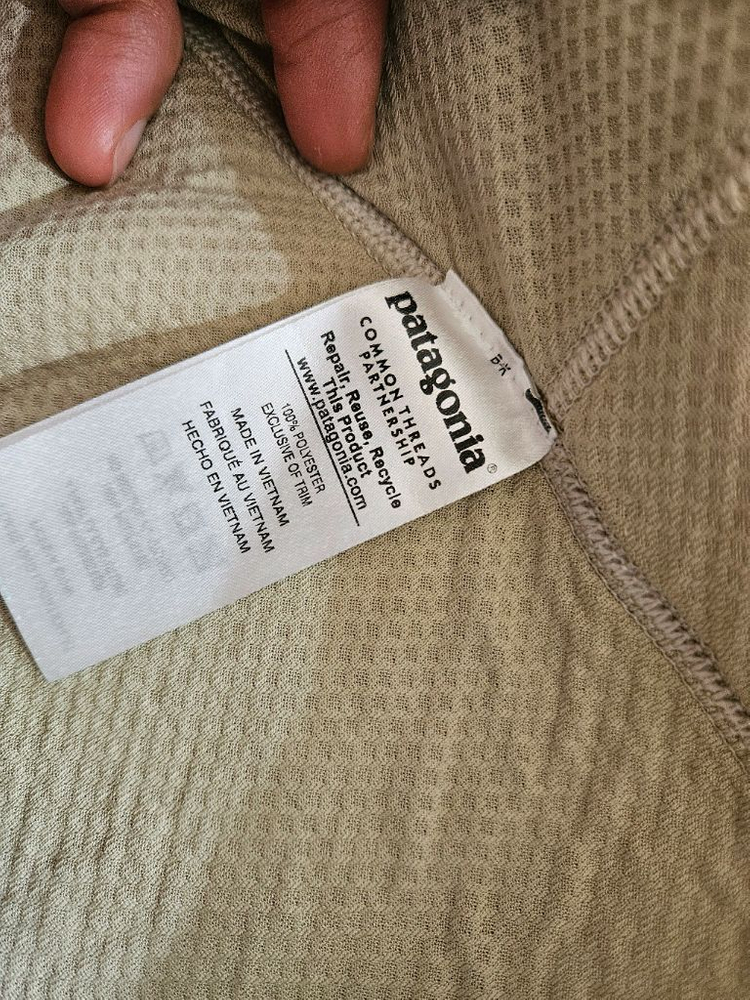 patagonia®
COMMON THREADS
PARTNERSHIP
Repair, Reuse, Recycle
This Product
www.patagonia.com
100% POLYESTER
EXCLUSIVE OF TRIM
MADE IN VIETNAM
FABRIQUÉ AU VIETNAM
HECHO EN VIETNAM